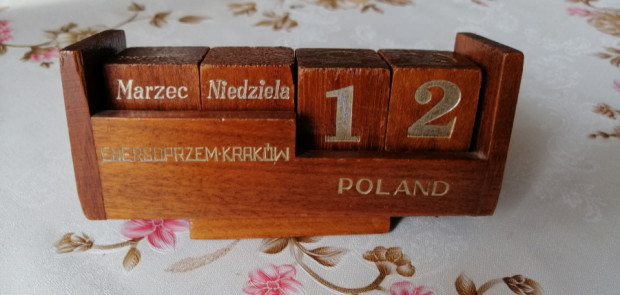 Marzec Niedziela 1 2
ENERGOPRZEM·KRAKÓW
POLAND